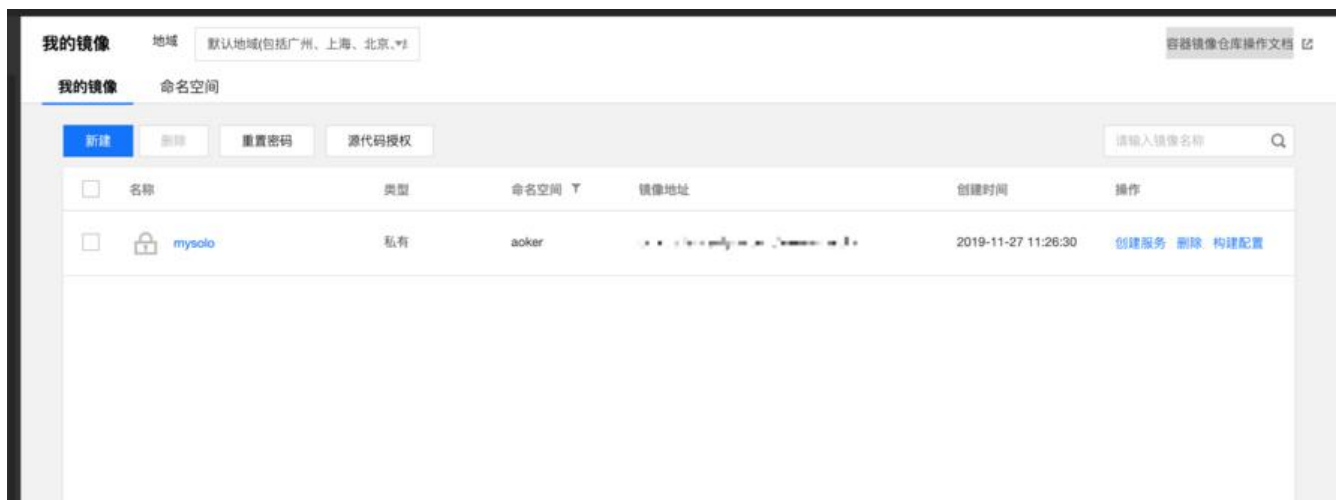 我的镜像 地域 默认地域(包括广州、上海、北京、 容器镜像仓库操作文档
我的镜像 命名空间
新建 删除 重置密码 源代码授权 请输入镜像名称
名称 类型 命名空间 镜像地址 创建时间 操作
mysolo 私有 aoker 2019-11-27 11:26:30 创建服务 删除 构建配置